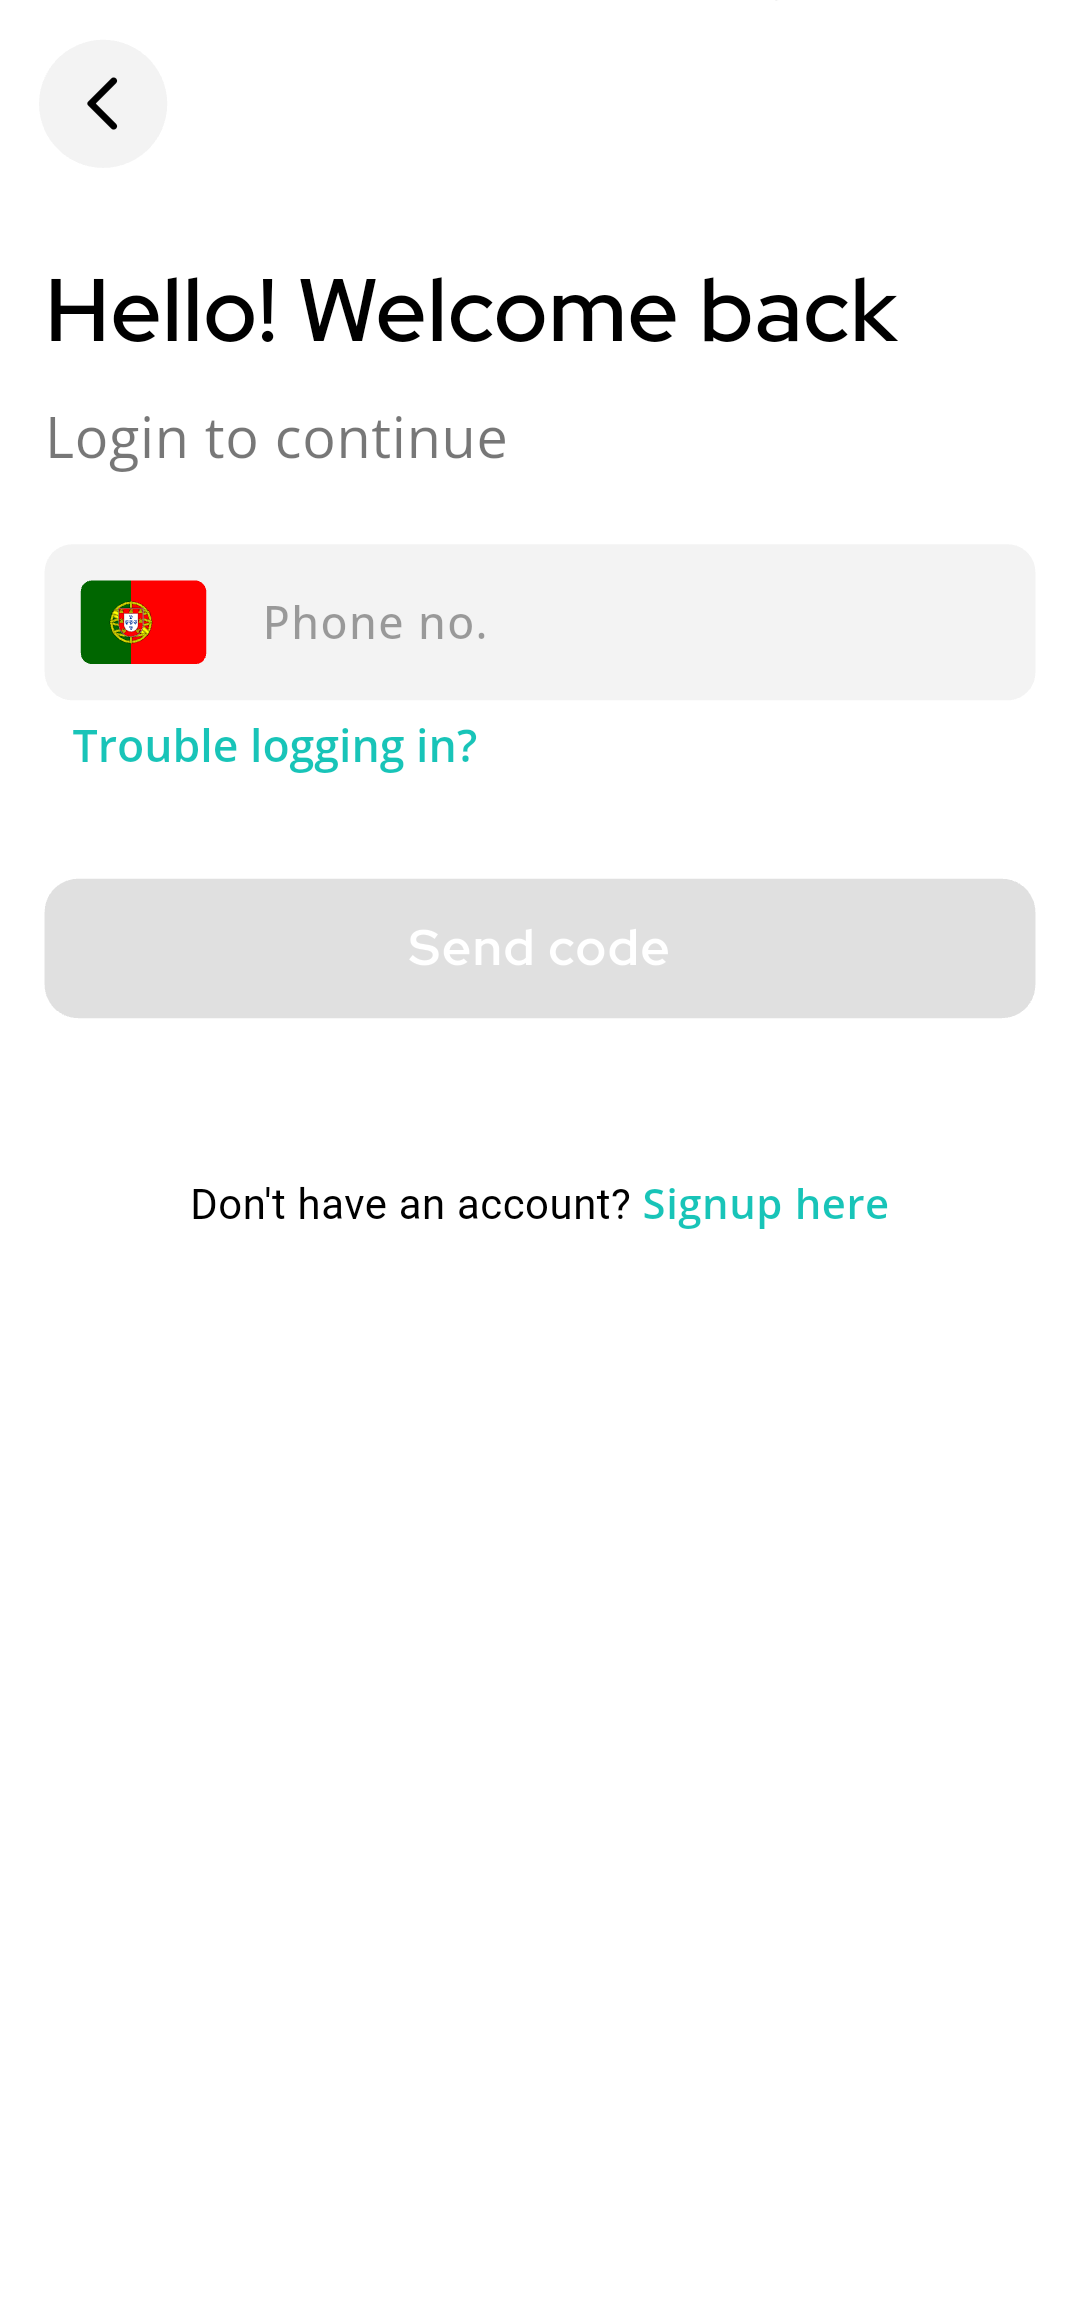 Hello! Welcome back
Login to continue
Phone no.
Trouble logging in?
Send code
Don't have an account? Signup here